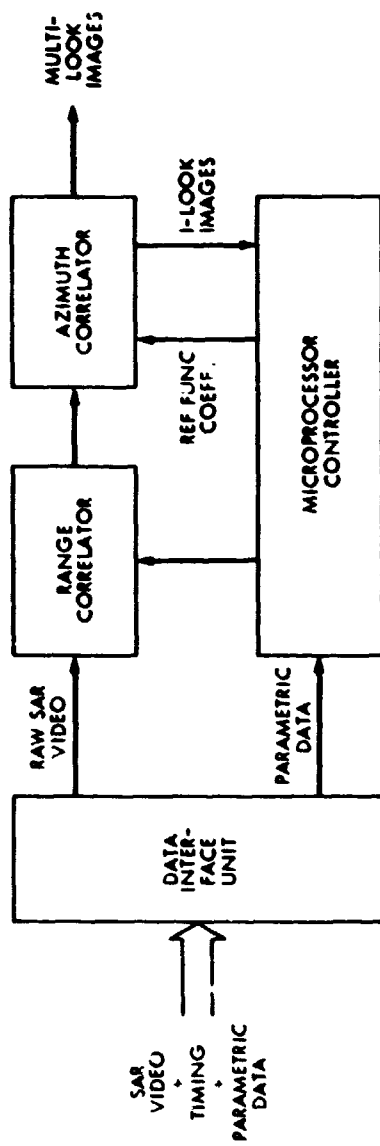 SAR
VIDEO
+
TIMING
+
PARAMETRIC
DATA
DATA
INTER-
FACE
UNIT
RAW SAR
VIDEO
PARAMETRIC
DATA
RANGE
CORRELATOR
AZIMUTH
CORRELATOR
REF FUNC
COEFF.
1-LOOK
IMAGES
MICROPROCESSOR
CONTROLLER
MULTI-
LOOK
IMAGES